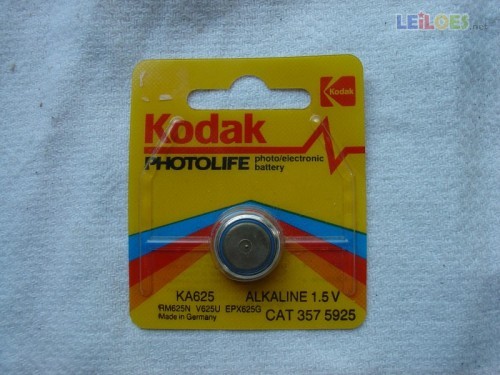 LEiLOES.net
Kodak
Kodak
PHOTOLIFE
photo/electronic
battery
KA625 ALKALINE 1.5 V
RM625N V625U EPX625G
Made in Germany CAT 357 5925